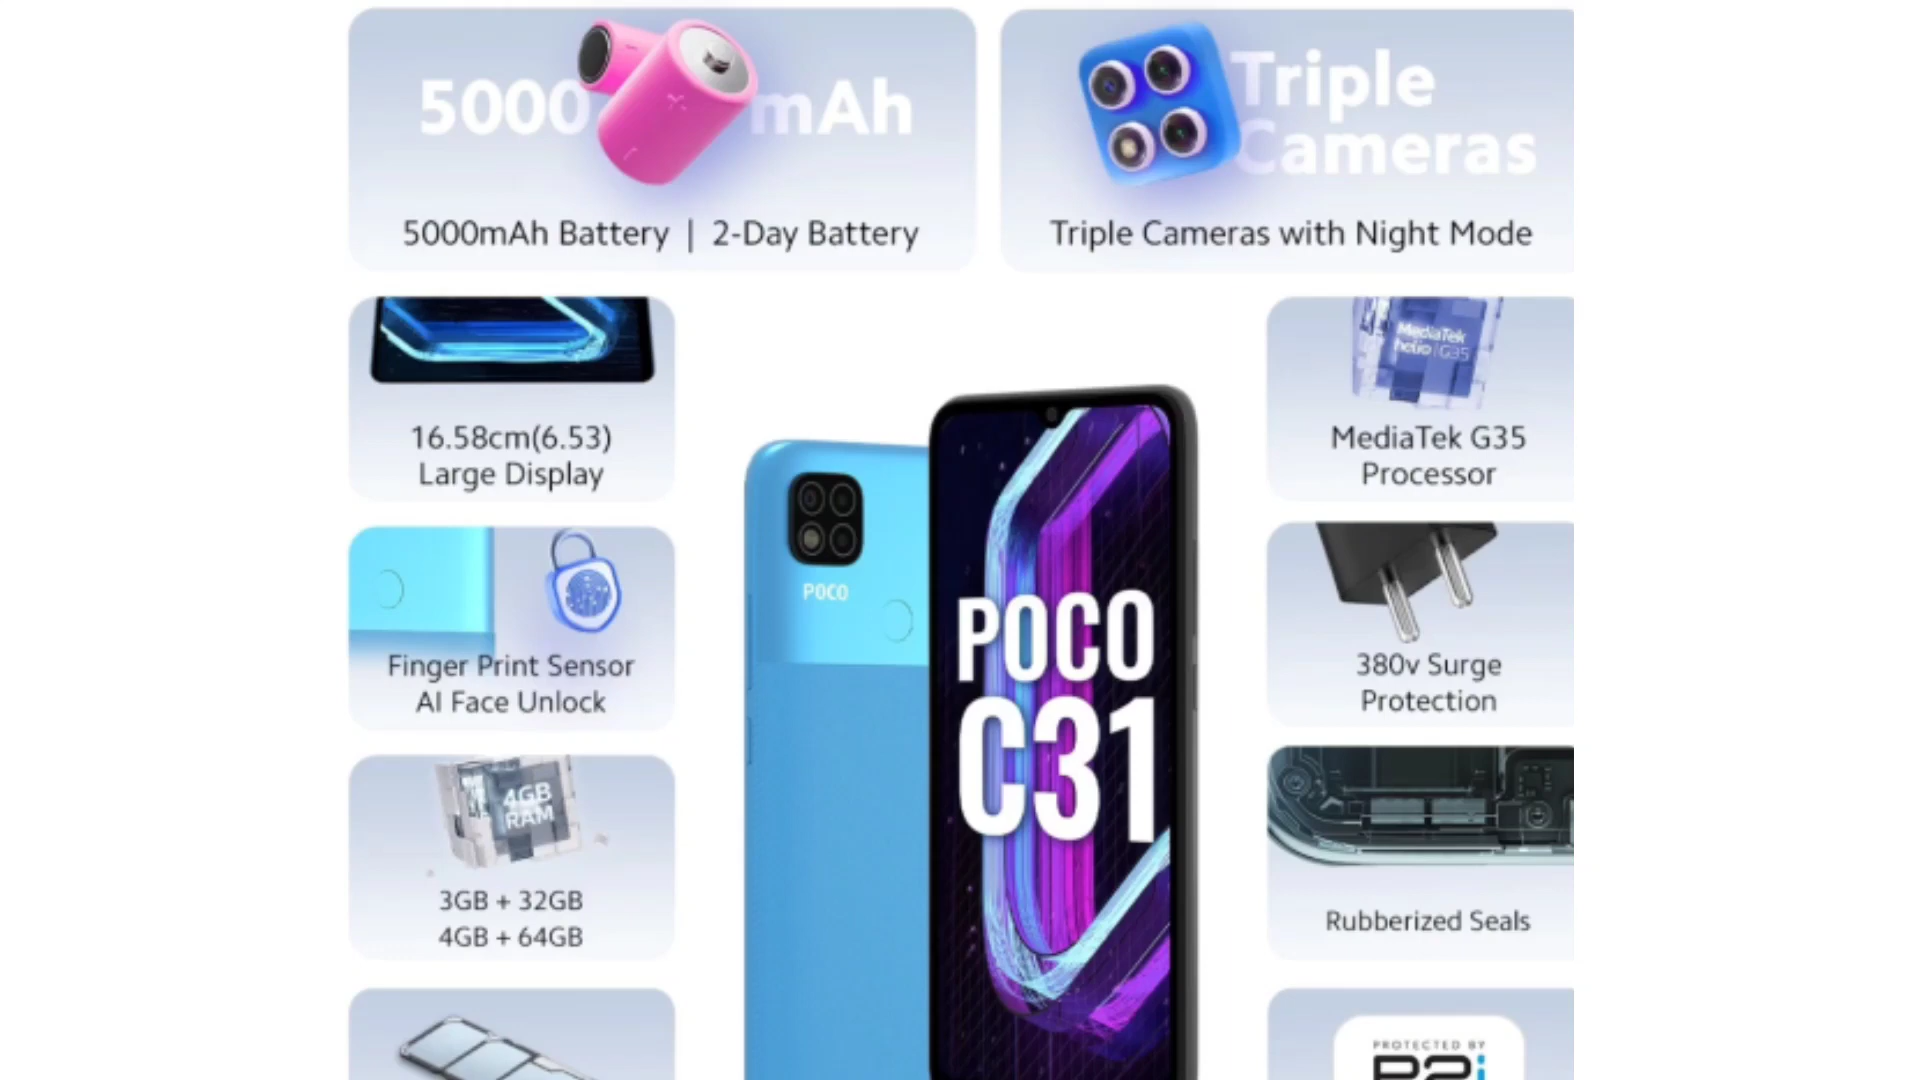 5000 mAh
5000mAh Battery | 2-Day Battery
Triple
Cameras
Triple Cameras with Night Mode
16.58cm(6.53)
Large Display
MediaTek
helio G35
MediaTek G35
Processor
Finger Print Sensor
AI Face Unlock
POCO
POCO
C31
380v Surge
Protection
4GB
RAM
3GB + 32GB
4GB + 64GB
Rubberized Seals
PROTECTED BY
P2i